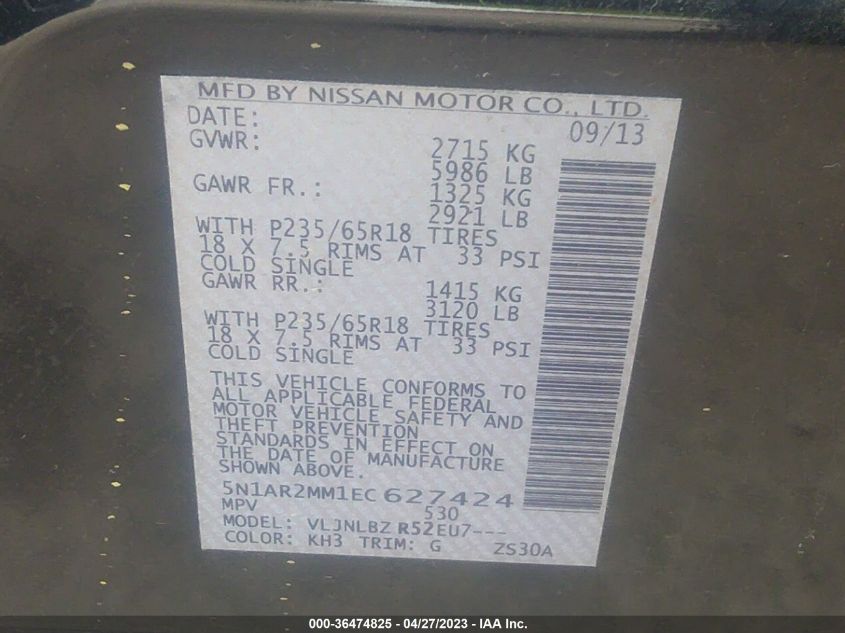 MFD BY NISSAN MOTOR CO., LTD.
DATE: 09/13
GVWR: 2715 KG
5986 LB
GAWR FR.: 1325 KG
2921 LB
WITH P235/65R18 TIRES
18 X 7.5 RIMS AT 33 PSI
COLD SINGLE
GAWR RR.: 1415 KG
3120 LB
WITH P235/65R18 TIRES
18 X 7.5 RIMS AT 33 PSI
COLD SINGLE
THIS VEHICLE CONFORMS TO
ALL APPLICABLE FEDERAL
MOTOR VEHICLE SAFETY AND
THEFT PREVENTION
STANDARDS IN EFFECT ON
THE DATE OF MANUFACTURE
SHOWN ABOVE.
5N1AR2MM1EC627424
MPV 530
MODEL: VLJNLBZ R52EU7---
COLOR: KH3 TRIM: G ZS30A
000-36474825 - 04/27/2023 - IAA Inc.